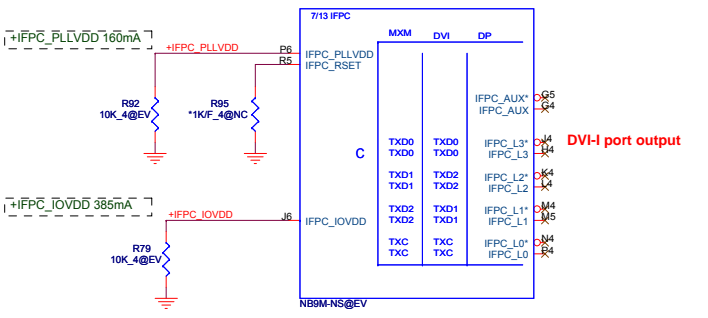 7/13 IFPC
MXM DVI DP
+IFPC_PLLVDD 160mA
+IFPC_PLLVDD
P6
IFPC_PLLVDD
R5
IFPC_RSET
R92
10K_4@EV
R95
*1K/F_4@NC
IFPC_AUX*
G5
IFPC_AUX
G4
C
TXD0 TXD0 IFPC_L3* J4
TXD0 TXD0 IFPC_L3 H4
DVI-I port output
TXD1 TXD2 IFPC_L2* K4
TXD1 TXD2 IFPC_L2 L4
TXD2 TXD1 IFPC_L1* M4
TXD2 TXD1 IFPC_L1 M5
TXC TXC IFPC_L0* N4
TXC TXC IFPC_L0 P4
+IFPC_IOVDD 385mA
+IFPC_IOVDD
J6
IFPC_IOVDD
R79
10K_4@EV
NB9M-NS@EV